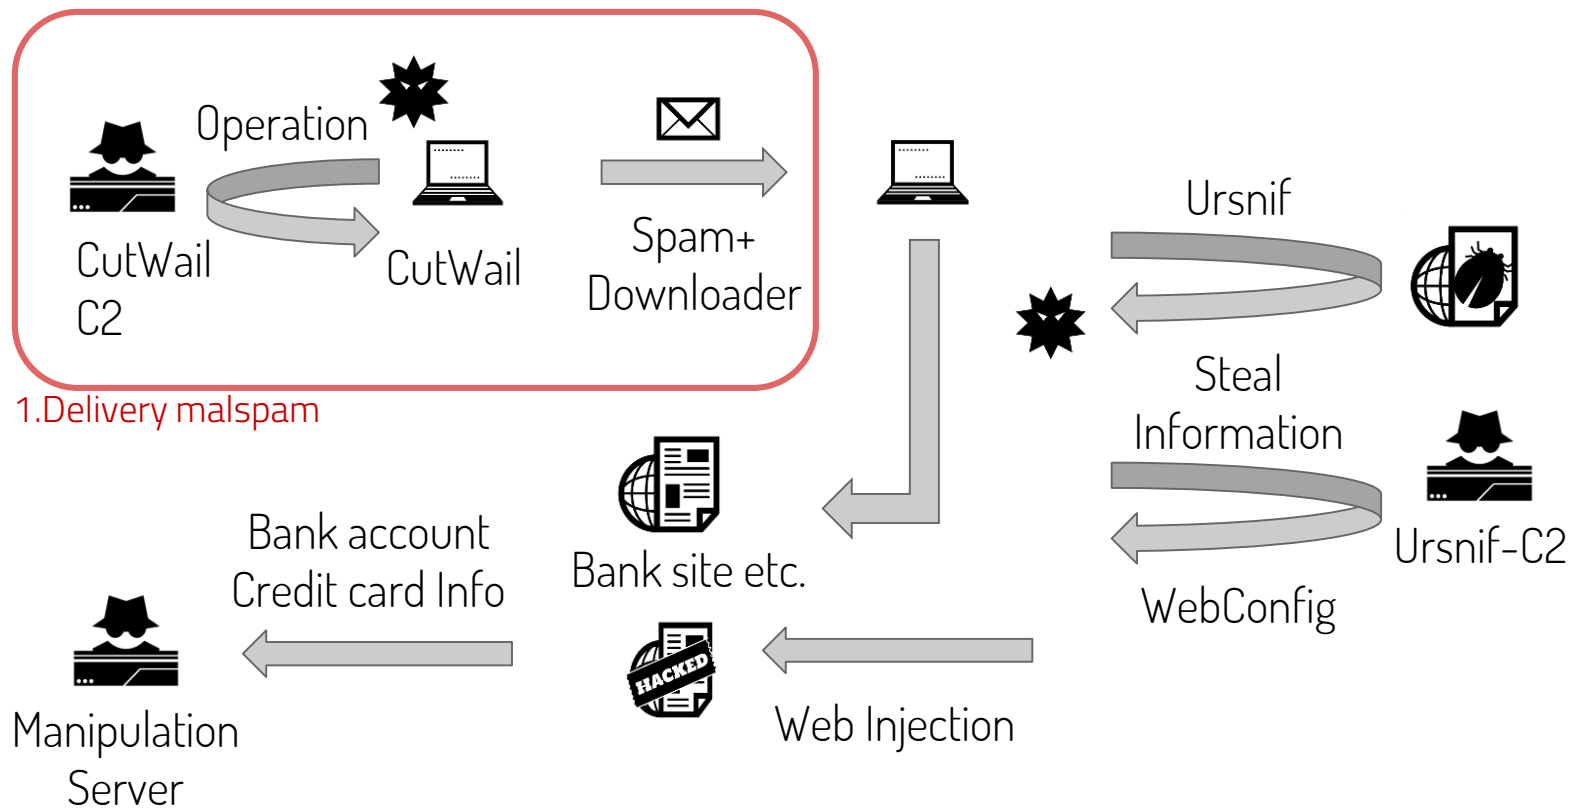 Operation
CutWail
C2
CutWail
Spam+
Downloader
1.Delivery malspam
Ursnif
Steal
Information
Ursnif-C2
WebConfig
Bank site etc.
Bank account
Credit card Info
HACKED
Web Injection
Manipulation
Server